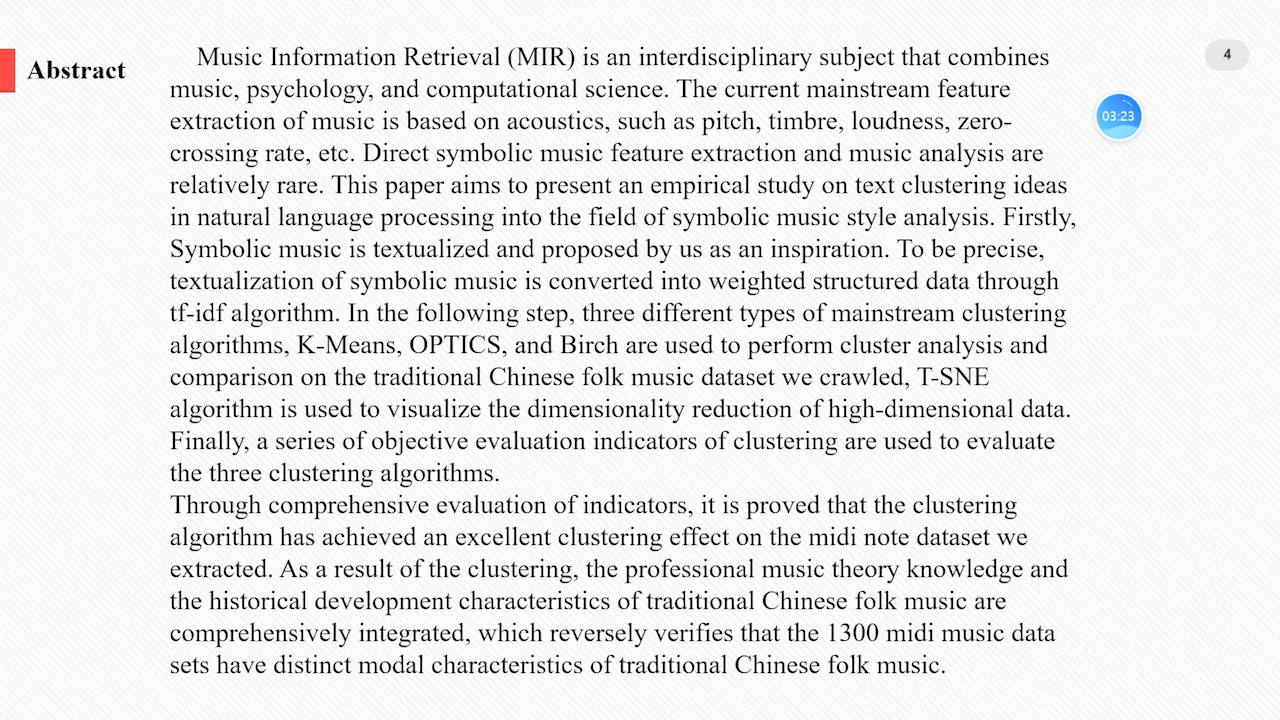 Abstract
Music Information Retrieval (MIR) is an interdisciplinary subject that combines
music, psychology, and computational science. The current mainstream feature
extraction of music is based on acoustics, such as pitch, timbre, loudness, zero-
crossing rate, etc. Direct symbolic music feature extraction and music analysis are
relatively rare. This paper aims to present an empirical study on text clustering ideas
in natural language processing into the field of symbolic music style analysis. Firstly,
Symbolic music is textualized and proposed by us as an inspiration. To be precise,
textualization of symbolic music is converted into weighted structured data through
tf-idf algorithm. In the following step, three different types of mainstream clustering
algorithms, K-Means, OPTICS, and Birch are used to perform cluster analysis and
comparison on the traditional Chinese folk music dataset we crawled, T-SNE
algorithm is used to visualize the dimensionality reduction of high-dimensional data.
Finally, a series of objective evaluation indicators of clustering are used to evaluate
the three clustering algorithms.
Through comprehensive evaluation of indicators, it is proved that the clustering
algorithm has achieved an excellent clustering effect on the midi note dataset we
extracted. As a result of the clustering, the professional music theory knowledge and
the historical development characteristics of traditional Chinese folk music are
comprehensively integrated, which reversely verifies that the 1300 midi music data
sets have distinct modal characteristics of traditional Chinese folk music.
4
03:23